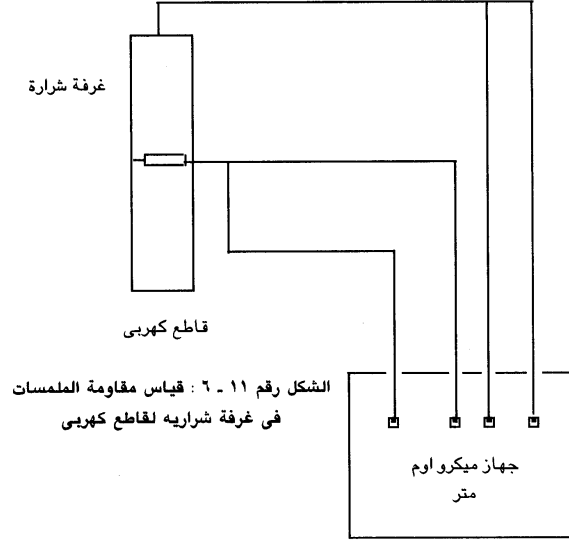 غرفة شرارة
قاطع كهربى
الشكل رقم ١١ ـ ٦ : قياس مقاومة الملمسات
فى غرفة شراريه لقاطع كهربى
جهاز ميكرو اوم
متر